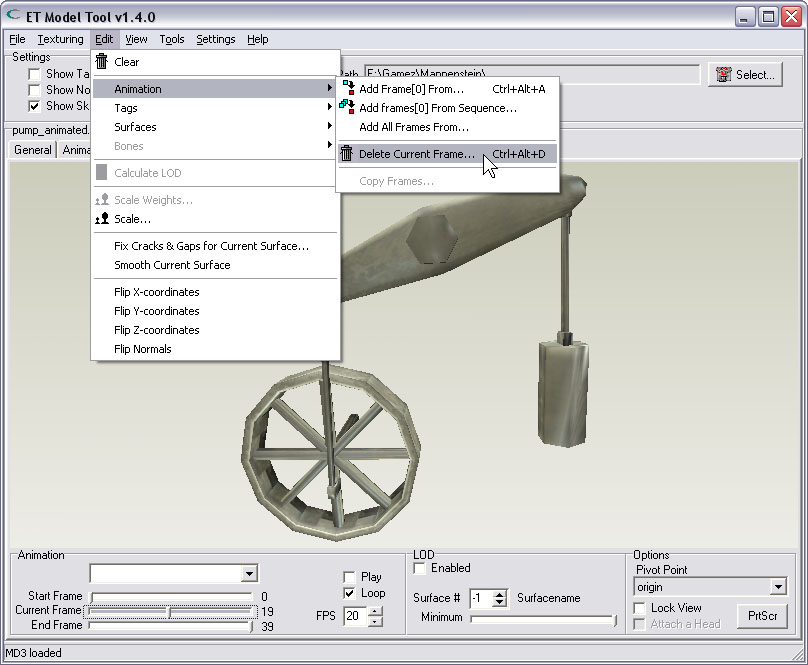 ET Model Tool v1.4.0
File Texturing Edit View Tools Settings Help
Settings
Show Ta
Show No
Show Sk
Path
F:\Gamez\Mappenstein\
Select...
pump_animated.
General Anima
Clear
Animation
Tags
Surfaces
Bones
Calculate LOD
Scale Weights...
Scale...
Fix Cracks & Gaps for Current Surface...
Smooth Current Surface
Flip X-coordinates
Flip Y-coordinates
Flip Z-coordinates
Flip Normals
Add Frame[0] From... Ctrl+Alt+A
Add frames[0] From Sequence...
Add All Frames From...
Delete Current Frame... Ctrl+Alt+D
Copy Frames...
Animation
Start Frame 0
Current Frame 19
End Frame 39
Play
Loop
FPS 20
LOD
Enabled
Surface # -1 Surfacename
Minimum
Options
Pivot Point
origin
Lock View
Attach a Head
PrtScr
MD3 loaded